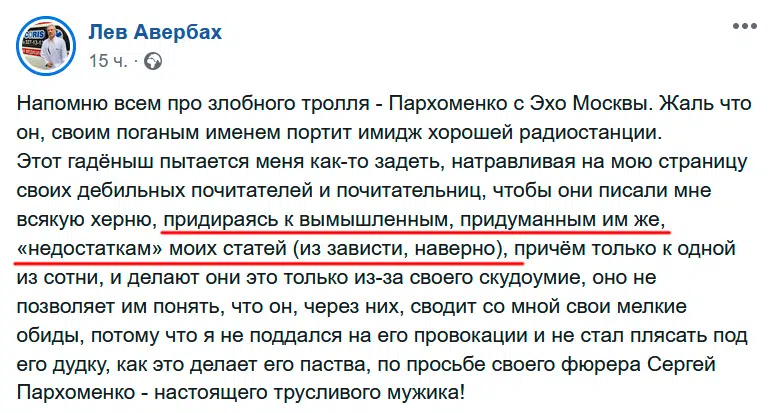 Лев Авербах
15 ч. ·
Напомню всем про злобного тролля - Пархоменко с Эхо Москвы. Жаль что
он, своим поганым именем портит имидж хорошей радиостанции.
Этот гадёныш пытается меня как-то задеть, натравливая на мою страницу
своих дебильных почитателей и почитательниц, чтобы они писали мне
всякую херню, придираясь к вымышленным, придуманным им же,
«недостаткам» моих статей (из зависти, наверно), причём только к одной
из сотни, и делают они это только из-за своего скудоумие, оно не
позволяет им понять, что он, через них, сводит со мной свои мелкие
обиды, потому что я не поддался на его провокации и не стал плясать под
его дудку, как это делает его паства, по просьбе своего фюрера Сергей
Пархоменко - настоящего трусливого мужика!